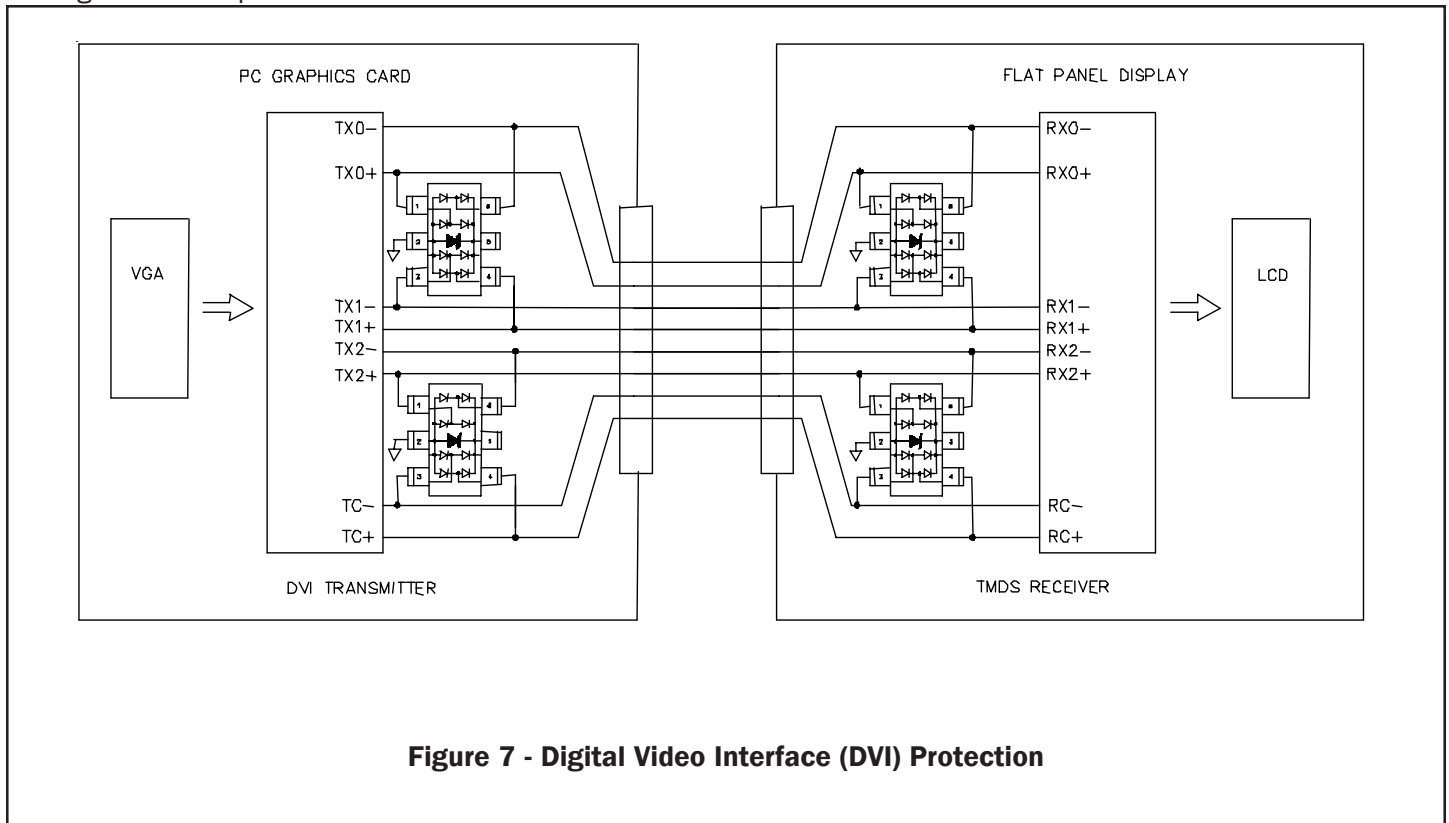 PC GRAPHICS CARD
FLAT PANEL DISPLAY
VGA
TX0-
TX0+
TX1-
TX1+
TX2-
TX2+
TC-
TC+
DVI TRANSMITTER
RX0-
RX0+
RX1-
RX1+
RX2-
RX2+
RC-
RC+
TMDS RECEIVER
LCD
Figure 7 - Digital Video Interface (DVI) Protection